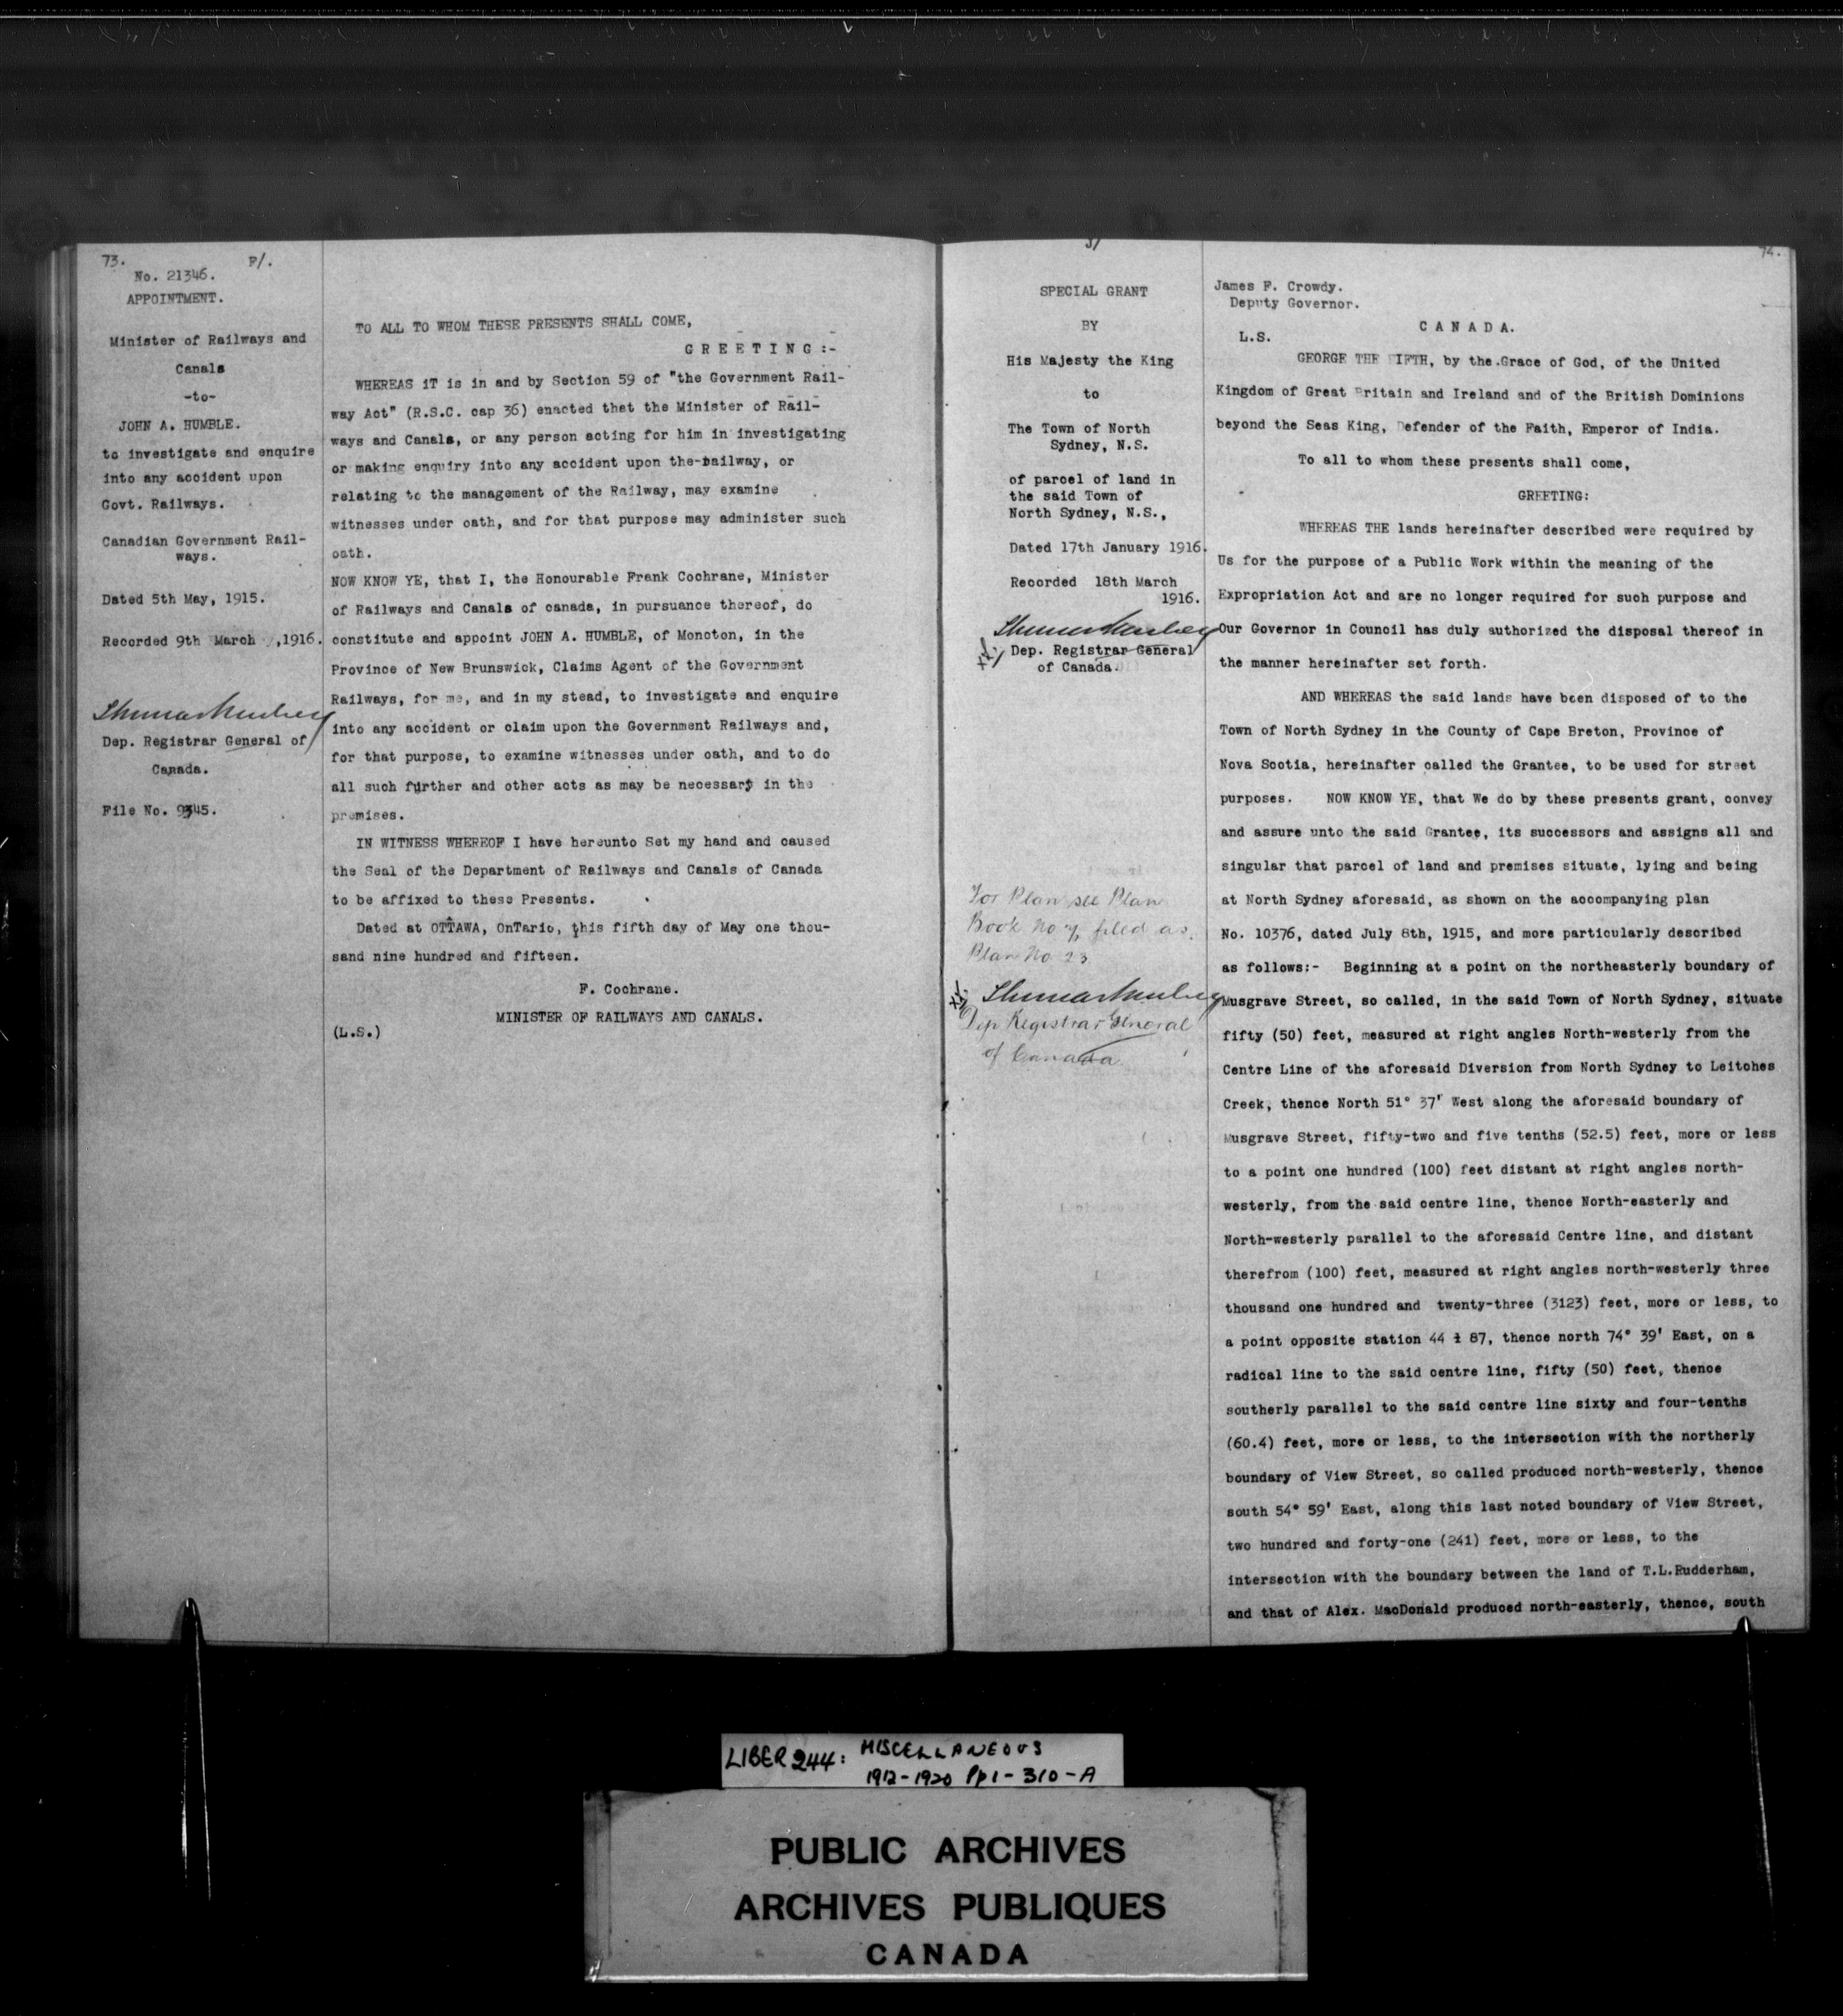 73.
F/.
No. 21346.
APPOINTMENT.
Minister of Railways and
Canals
-to-
JOHN A. HUMBLE.
to investigate and enquire
into any accident upon
Govt. Railways.
Canadian Government Rail-
ways.
Dated 5th May, 1915.
Recorded 9th March ,1916.
Dep. Registrar General of
Canada.
File No. 9345.
TO ALL TO WHOM THESE PRESENTS SHALL COME,
G R E E T I N G :-
WHEREAS iT is in and by Section 59 of "the Government Rail-
way Act" (R.S.C. cap 36) enacted that the Minister of Rail-
ways and Canals, or any person acting for him in investigating
or making enquiry into any accident upon the railway, or
relating to the management of the Railway, may examine
witnesses under oath, and for that purpose may administer such
oath.
NOW KNOW YE, that I, the Honourable Frank Cochrane, Minister
of Railways and Canals of canada, in pursuance thereof, do
constitute and appoint JOHN A. HUMBLE, of Moncton, in the
Province of New Brunswick, Claims Agent of the Government
Railways, for me, and in my stead, to investigate and enquire
into any accident or claim upon the Government Railways and,
for that purpose, to examine witnesses under oath, and to do
all such further and other acts as may be necessary in the
premises.
IN WITNESS WHEREOF I have hereunto Set my hand and caused
the Seal of the Department of Railways and Canals of Canada
to be affixed to these Presents.
Dated at OTTAWA, OnTario, this fifth day of May one thou-
sand nine hundred and fifteen.
F. Cochrane.
MINISTER OF RAILWAYS AND CANALS.
(L.S.)
74.
SPECIAL GRANT
BY
His Majesty the King
to
The Town of North
Sydney, N.S.
of parcel of land in
the said Town of
North Sydney, N.S.,
Dated 17th January 1916.
Recorded 18th March
1916.
Dep. Registrar General
of Canada.
For Plan see Plan
Book No 7 filed as
Plan No 23
Dep Registrar General
of Canada.
James F. Crowdy.
Deputy Governor.
C A N A D A.
L.S.
GEORGE THE FIFTH, by the Grace of God, of the United
Kingdom of Great Britain and Ireland and of the British Dominions
beyond the Seas King, Defender of the Faith, Emperor of India.
To all to whom these presents shall come,
GREETING:
WHEREAS THE lands hereinafter described were required by
Us for the purpose of a Public Work within the meaning of the
Expropriation Act and are no longer required for such purpose and
Our Governor in Council has duly authorized the disposal thereof in
the manner hereinafter set forth.
AND WHEREAS the said lands have been disposed of to the
Town of North Sydney in the County of Cape Breton, Province of
Nova Scotia, hereinafter called the Grantee, to be used for street
purposes. NOW KNOW YE, that We do by these presents grant, convey
and assure unto the said Grantee, its successors and assigns all and
singular that parcel of land and premises situate, lying and being
at North Sydney aforesaid, as shown on the accompanying plan
No. 10376, dated July 8th, 1915, and more particularly described
as follows:- Beginning at a point on the northeasterly boundary of
Musgrave Street, so called, in the said Town of North Sydney, situate
fifty (50) feet, measured at right angles North-westerly from the
Centre Line of the aforesaid Diversion from North Sydney to Leitches
Creek, thence North 51° 37' West along the aforesaid boundary of
Musgrave Street, fifty-two and five tenths (52.5) feet, more or less
to a point one hundred (100) feet distant at right angles north-
westerly, from the said centre line, thence North-easterly and
North-westerly parallel to the aforesaid Centre line, and distant
therefrom (100) feet, measured at right angles north-westerly three
thousand one hundred and twenty-three (3123) feet, more or less, to
a point opposite station 44 ‡ 87, thence north 74° 39' East, on a
radical line to the said centre line, fifty (50) feet, thence
southerly parallel to the said centre line sixty and four-tenths
(60.4) feet, more or less, to the intersection with the northerly
boundary of View Street, so called produced north-westerly, thence
south 54° 59' East, along this last noted boundary of View Street,
two hundred and forty-one (241) feet, more or less, to the
intersection with the boundary between the land of T.L.Rudderham,
and that of Alex. MacDonald produced north-easterly, thence, south
LIBER 244: MISCELLANEOUS
1912-1920 Pp 1 - 310 - A
PUBLIC ARCHIVES
ARCHIVES PUBLIQUES
CANADA